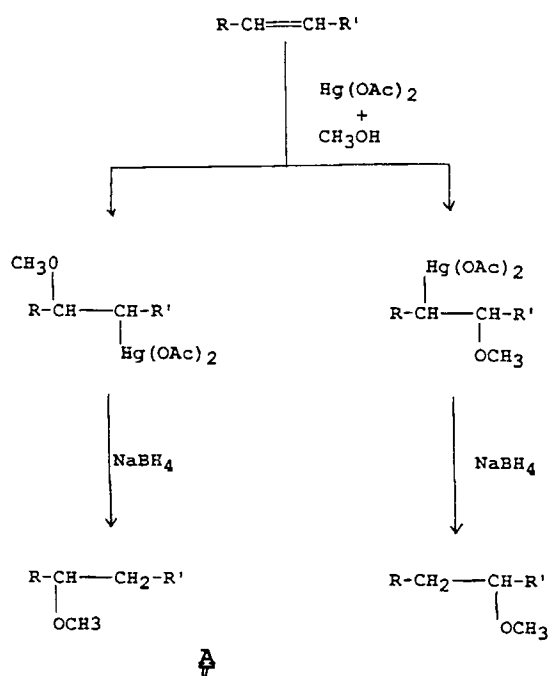 R-CH=CH-R'
Hg(OAc)2
+
CH3OH
CH3O
R-CH—CH-R'
Hg(OAc)2
Hg(OAc)2
R-CH—CH-R'
OCH3
NaBH4
NaBH4
R-CH—CH2-R'
OCH3
R-CH2—CH-R'
OCH3
A